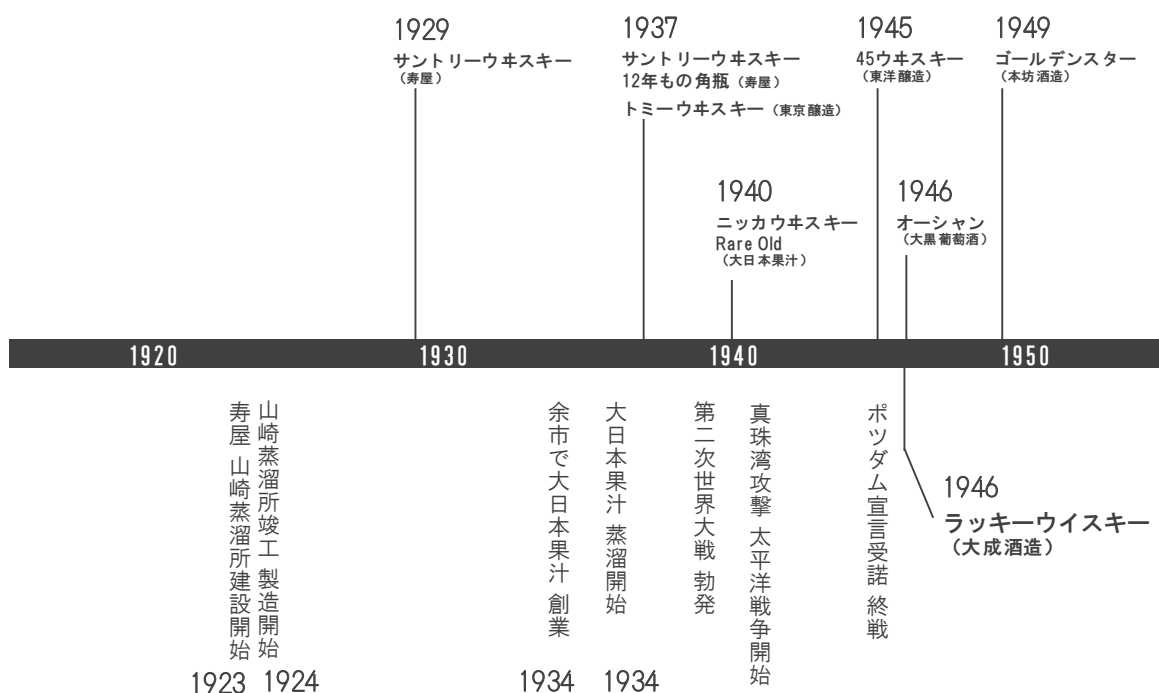 1929
サントリーウヰスキー
（寿屋）
1937
サントリーウヰスキー
12年もの角瓶（寿屋）
トミーウヰスキー（東京醸造）
1945
45ウヰスキー
（東洋醸造）
1949
ゴールデンスター
（本坊酒造）
1940
ニッカウヰスキー
Rare Old
（大日本果汁）
1946
オーシャン
（大黒葡萄酒）
1920
1930
1940
1950
寿屋 山崎蒸溜所建設開始
1923
山崎蒸溜所竣工 製造開始
1924
余市で大日本果汁 創業
1934
大日本果汁 蒸溜開始
1934
第二次世界大戦 勃発
真珠湾攻撃 太平洋戦争開始
ポツダム宣言受諾 終戦
1946
ラッキーウイスキー
（大成酒造）